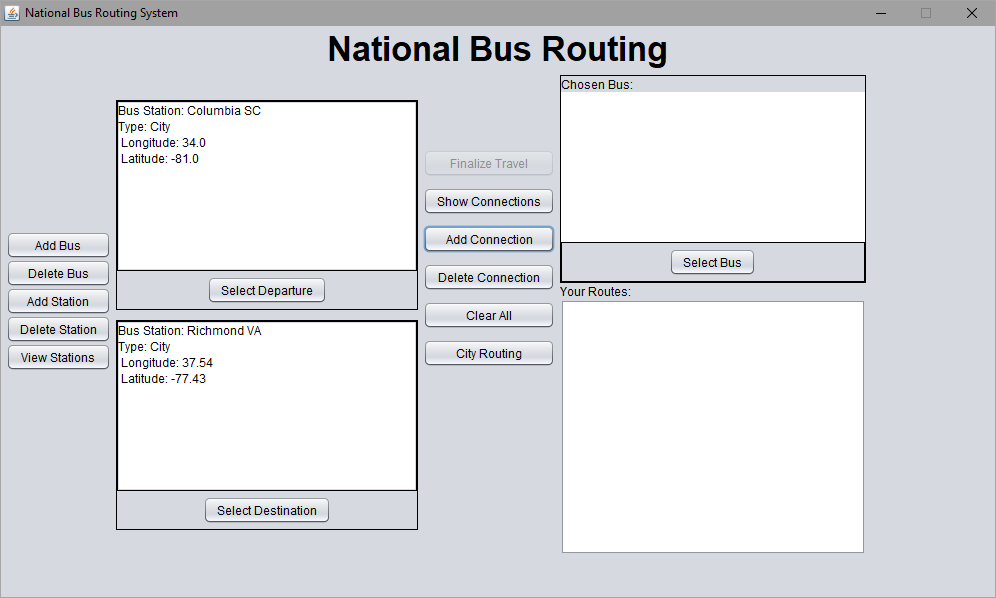 National Bus Routing System
National Bus Routing
Bus Station: Columbia SC
Type: City
Longitude: 34.0
Latitude: -81.0
Select Departure
Bus Station: Richmond VA
Type: City
Longitude: 37.54
Latitude: -77.43
Select Destination
Add Bus
Delete Bus
Add Station
Delete Station
View Stations
Finalize Travel
Show Connections
Add Connection
Delete Connection
Clear All
City Routing
Chosen Bus:
Select Bus
Your Routes: